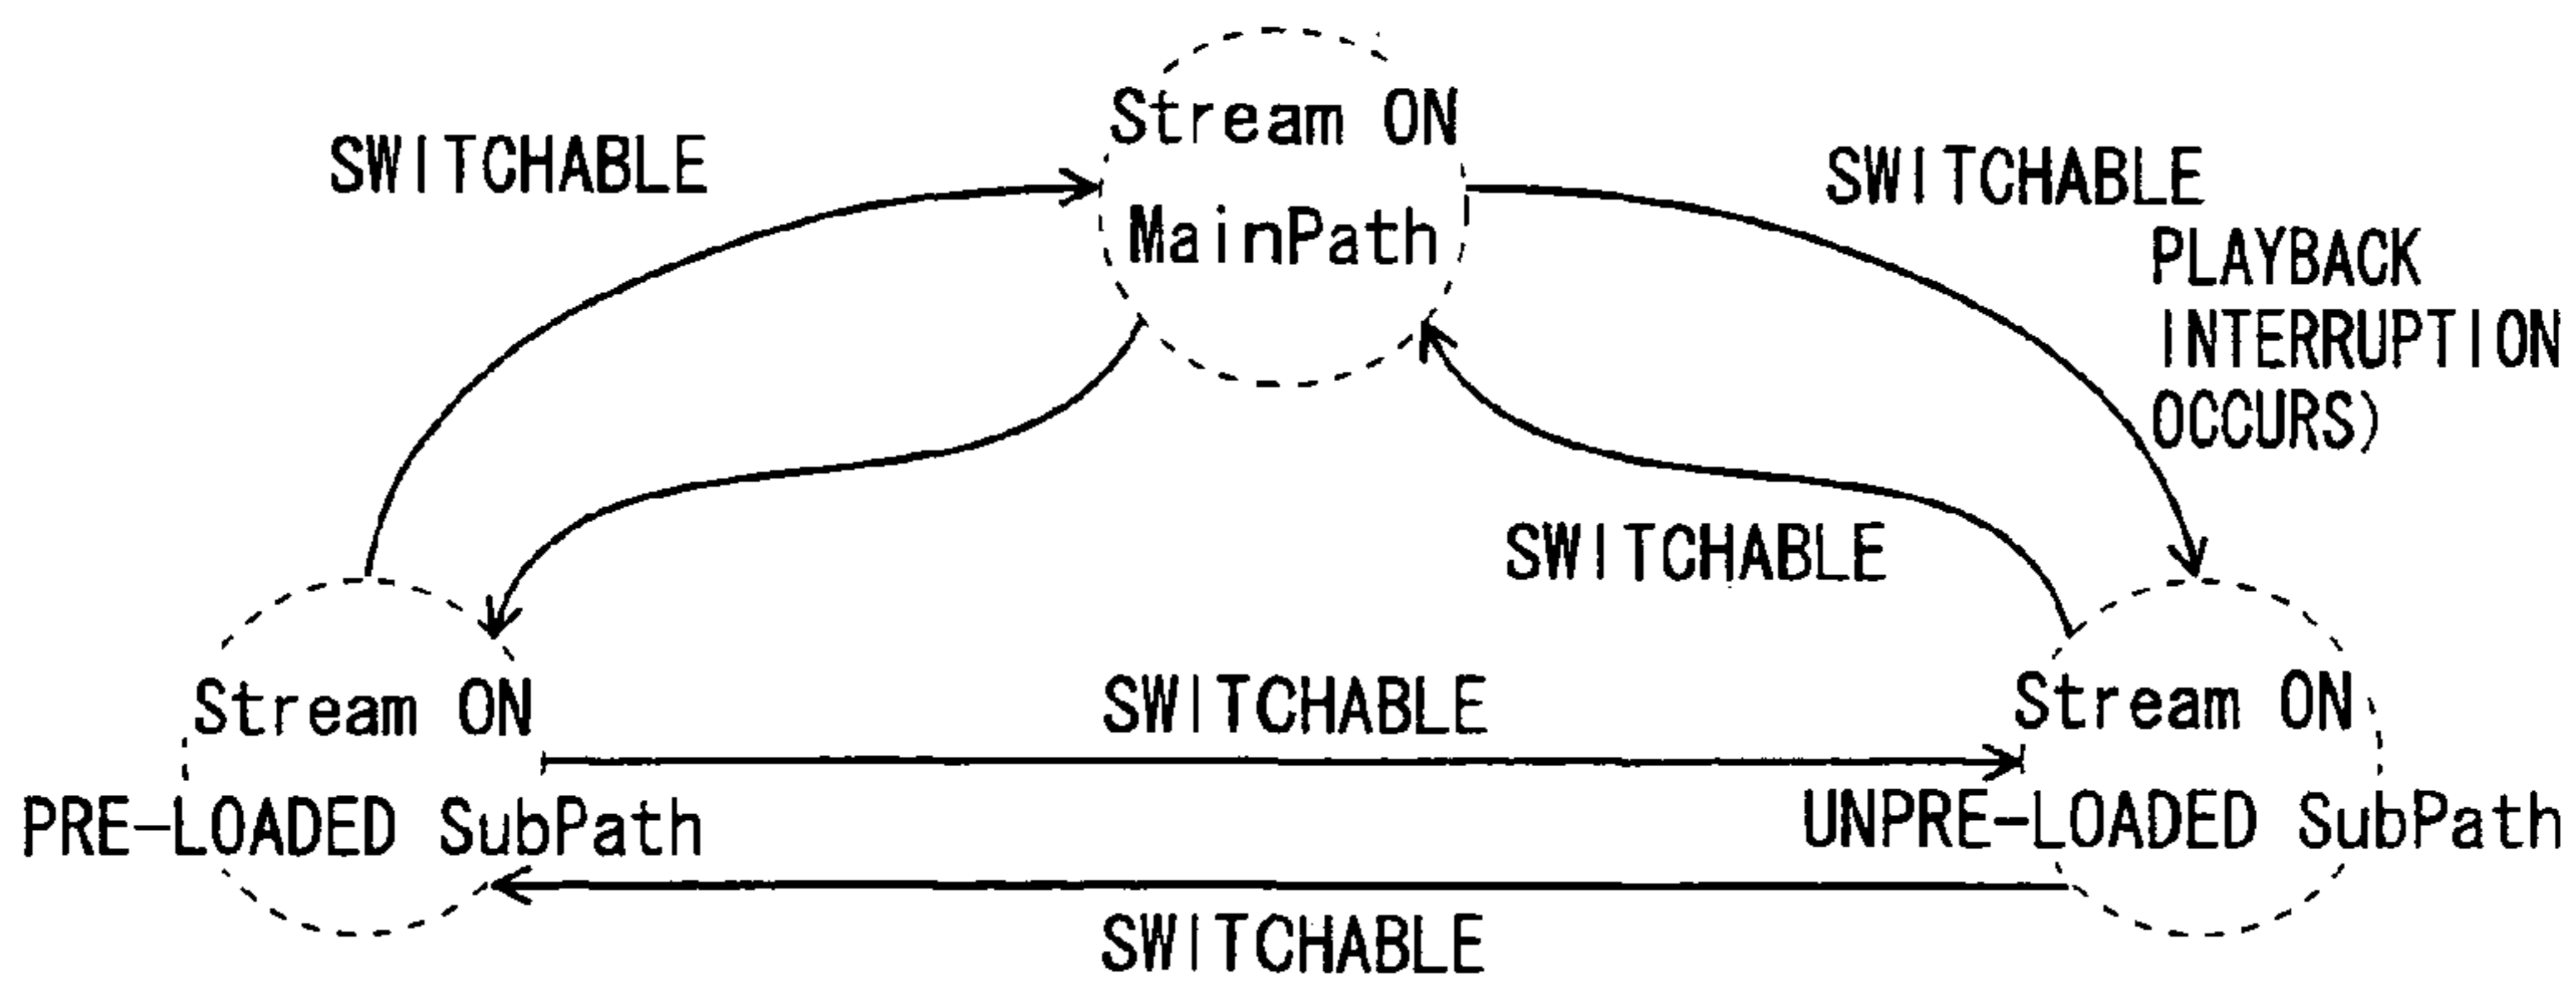 Stream ON
MainPath
SWITCHABLE
SWITCHABLE
PLAYBACK
INTERRUPTION
OCCURS)
SWITCHABLE
Stream ON
PRE-LOADED SubPath
SWITCHABLE
Stream ON
UNPRE-LOADED SubPath
SWITCHABLE